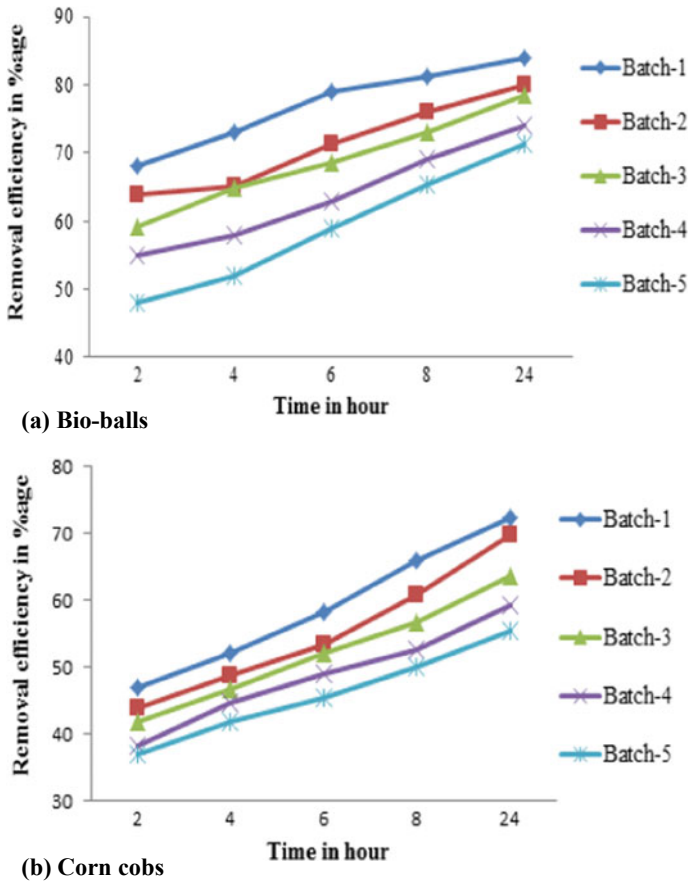 Removal efficiency in %age
90
80
70
60
50
40
2 4 6 8 24
Time in hour
Batch-1
Batch-2
Batch-3
Batch-4
Batch-5
(a) Bio-balls
Removal efficiency in %age
80
70
60
50
40
30
2 4 6 8 24
Time in hour
Batch-1
Batch-2
Batch-3
Batch-4
Batch-5
(b) Corn cobs